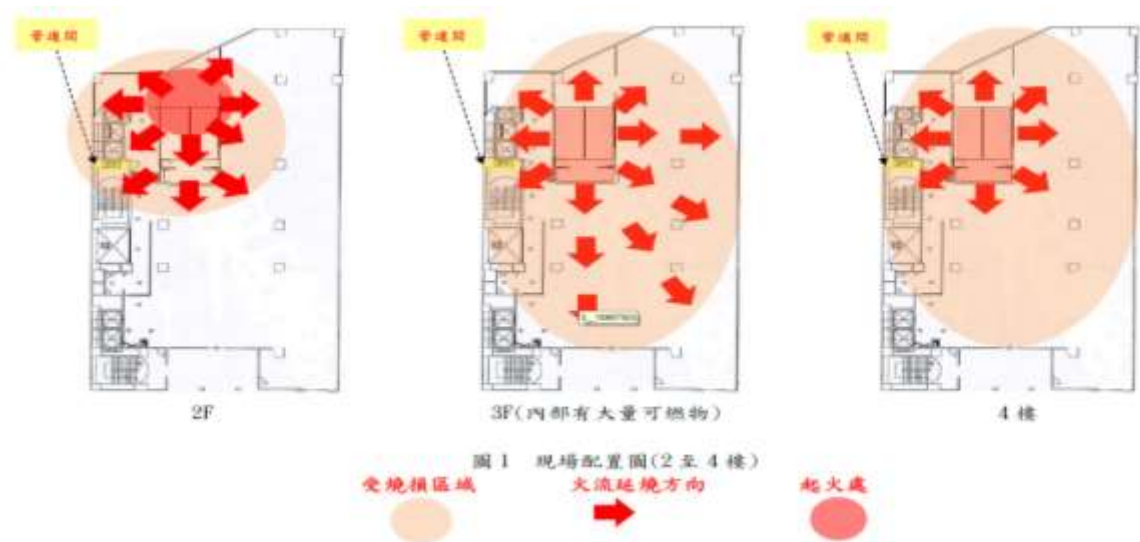 管道間
管道間
管道間
2F
3F(內部有大量可燃物)
4 樓
圖 1 現場配置圖(2 至 4 樓)
受燒損區域
火流延燒方向
起火處